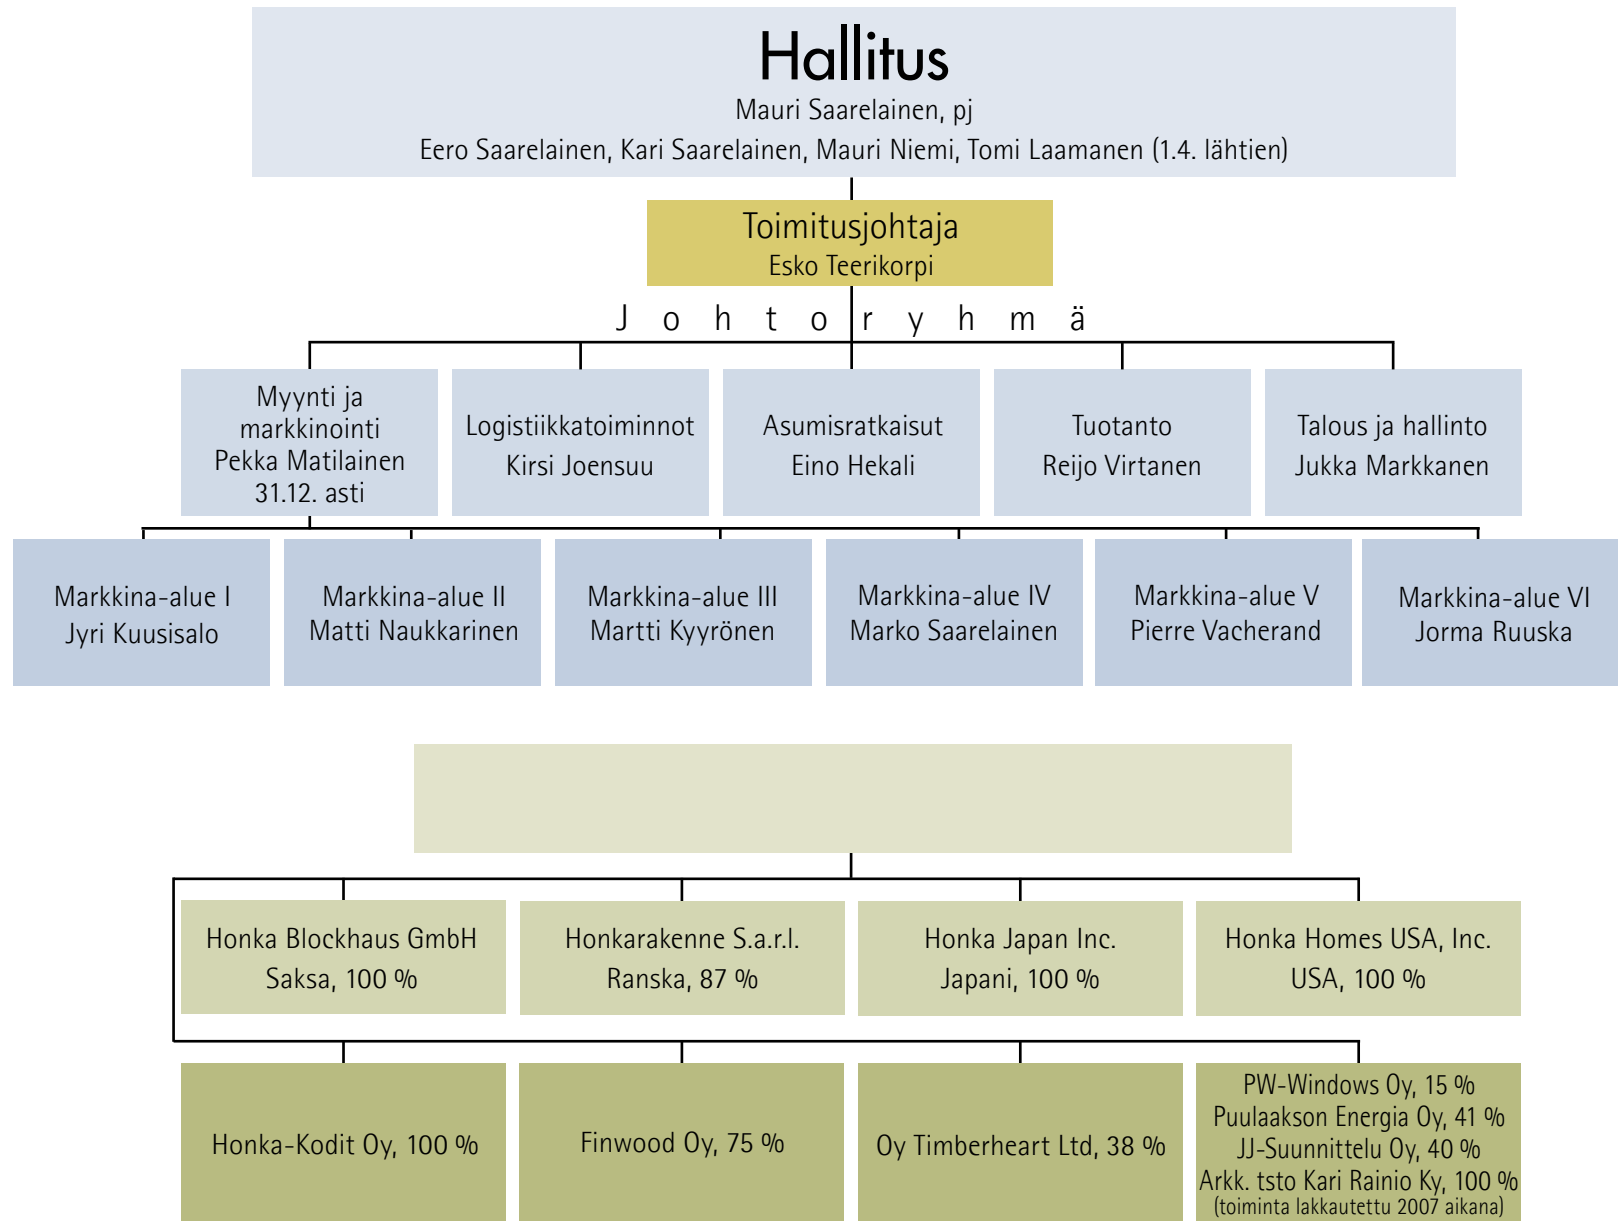 Hallitus
Mauri Saarelainen, pj
Eero Saarelainen, Kari Saarelainen, Mauri Niemi, Tomi Laamanen (1.4. lähtien)
Toimitusjohtaja
Esko Teerikorpi
Johtoryhmä
Myynti ja
markkinointi
Pekka Matilainen
31.12. asti
Logistiikkatoiminnot
Kirsi Joensuu
Asumisratkaisut
Eino Hekali
Tuotanto
Reijo Virtanen
Talous ja hallinto
Jukka Markkanen
Markkina-alue I
Jyri Kuusisalo
Markkina-alue II
Matti Naukkarinen
Markkina-alue III
Martti Kyyrönen
Markkina-alue IV
Marko Saarelainen
Markkina-alue V
Pierre Vacherand
Markkina-alue VI
Jorma Ruuska
Honka Blockhaus GmbH
Saksa, 100 %
Honkarakenne S.a.r.l.
Ranska, 87 %
Honka Japan Inc.
Japani, 100 %
Honka Homes USA, Inc.
USA, 100 %
Honka-Kodit Oy, 100 %
Finwood Oy, 75 %
Oy Timberheart Ltd, 38 %
PW-Windows Oy, 15 %
Puulaakson Energia Oy, 41 %
JJ-Suunnittelu Oy, 40 %
Arkk. tsto Kari Rainio Ky, 100 %
(toiminta lakkautettu 2007 aikana)